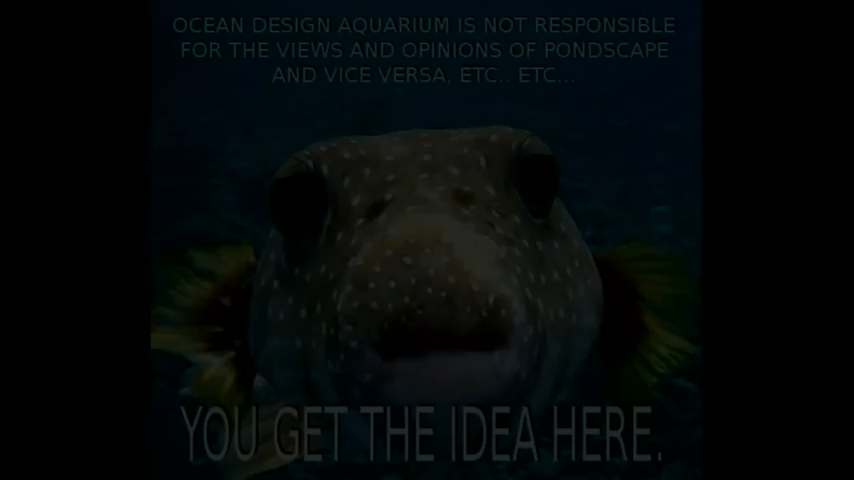 OCEAN DESIGN AQUARIUM IS NOT RESPONSIBLE
FOR THE VIEWS AND OPINIONS OF PONDSCAPE
AND VICE VERSA, ETC.. ETC...
YOU GET THE IDEA HERE.